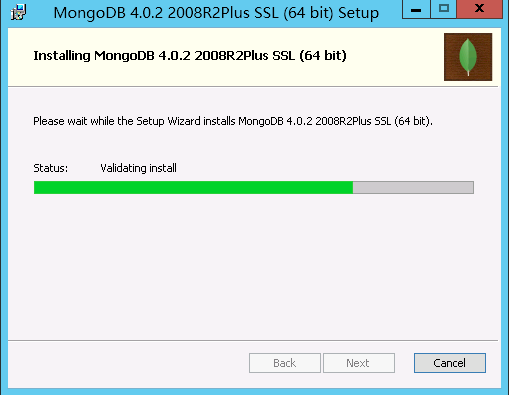 MongoDB 4.0.2 2008R2Plus SSL (64 bit) Setup
Installing MongoDB 4.0.2 2008R2Plus SSL (64 bit)
Please wait while the Setup Wizard installs MongoDB 4.0.2 2008R2Plus SSL (64 bit).
Status: Validating install
Back Next Cancel